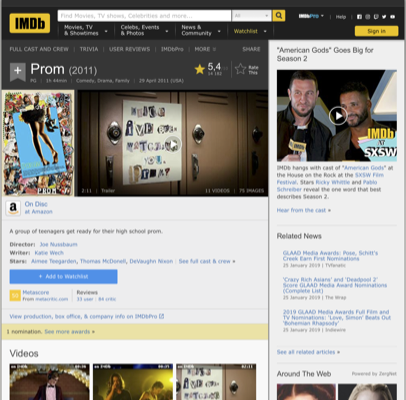 IMDb
Find Movies, TV shows, Celebrities and more...
All
IMDbPro
Help
Movies, TV & Showtimes
Celebs, Events & Photos
News & Community
Watchlist
Sign in
FULL CAST AND CREW | TRIVIA | USER REVIEWS | IMDbPro | MORE
SHARE
Prom (2011)
PG | 1h 44min | Comedy, Drama, Family | 29 April 2011 (USA)
5,4
Rate This
PROM
2:11 | Trailer
11 VIDEOS | 75 IMAGES
On Disc
at Amazon
A group of teenagers get ready for their high school prom.
Director: Joe Nussbaum
Writer: Katie Wech
Stars: Aimee Teegarden, Thomas McDonell, DeVaughn Nixon | See full cast & crew »
+ Add to Watchlist
Metascore
From metacritic.com
Reviews
33 user | 84 critic
View production, box office, & company info on IMDbPro
1 nomination. See more awards »
Videos
"American Gods" Goes Big for
Season 2
IMDb
at
SXSW
IMDb hangs with cast of "American Gods" at
the House on the Rock at the SXSW
Film Festival. Stars Ricky Whittle and Pablo
Schreiber reveal the one word that best
describes Season 2.
Hear from the cast »
Related News
GLAAD Media Awards: Pose, Schitt's
Creek Earn First Nominations
25 January 2019 | TVfanatic
'Crazy Rich Asians' and 'Deadpool 2'
Score GLAAD Award Nominations
(Complete List)
25 January 2019 | The Wrap
2019 GLAAD Media Awards Full Film and
TV Nominations: 'Love, Simon' Beats Out
'Bohemian Rhapsody'
25 January 2019 | Indiewire
See all related articles »
Around The Web
Powered by ZergNet